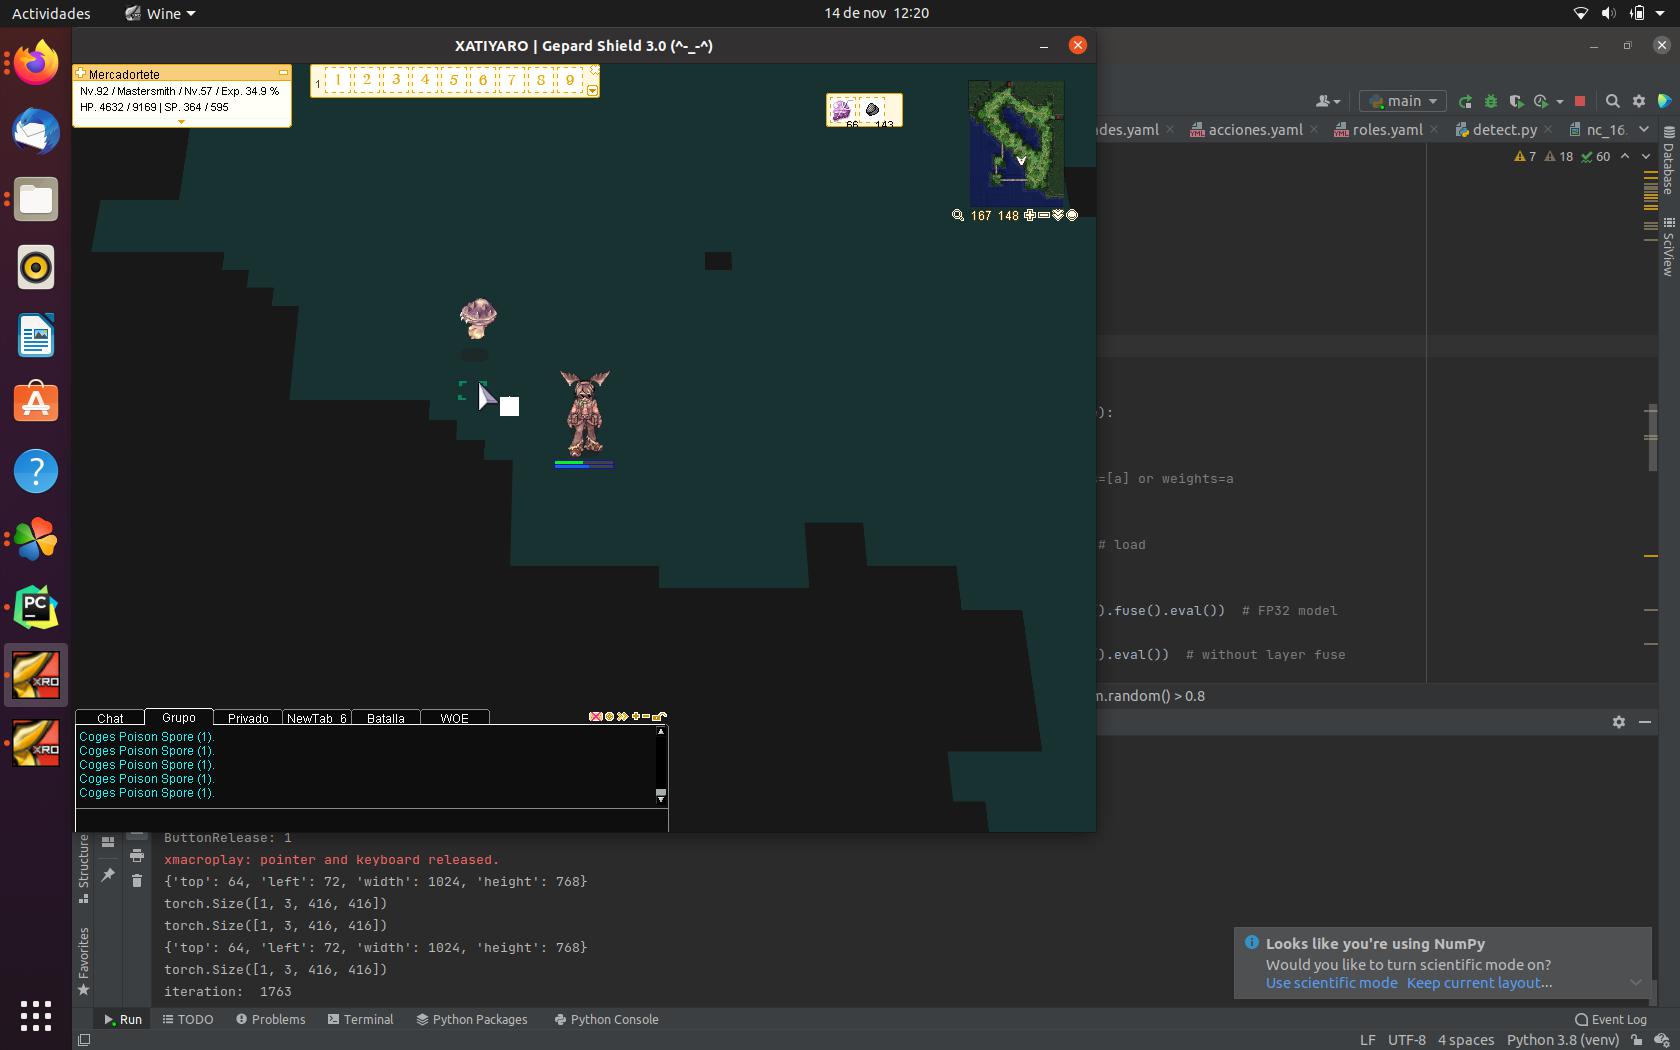 Actividades
Wine
14 de nov  12:20
XATIYARO | Gepard Shield 3.0 (^-_-^)
Mercadortete
Nv.92 / Mastersmith / Nv.57 / Exp. 34.9 %
HP. 4632 / 9169 | SP. 364 / 595
1 1 2 3 4 5 6 7 8 9
66 143
167 148
main
des.yaml
acciones.yaml
roles.yaml
detect.py
nc_16.
7 18 60
Database
SciView
):
=[a] or weights=a
# load
).fuse().eval())  # FP32 model
).eval())  # without layer fuse
m.random() > 0.8
PC
XRO
XRO
Chat
Grupo
Privado
NewTab 6
Batalla
WOE
Coges Poison Spore (1).
Coges Poison Spore (1).
Coges Poison Spore (1).
Coges Poison Spore (1).
Coges Poison Spore (1).
Structure
Favorites
ButtonRelease: 1
xmacroplay: pointer and keyboard released.
{'top': 64, 'left': 72, 'width': 1024, 'height': 768}
torch.Size([1, 3, 416, 416])
torch.Size([1, 3, 416, 416])
{'top': 64, 'left': 72, 'width': 1024, 'height': 768}
torch.Size([1, 3, 416, 416])
iteration:  1763
Looks like you're using NumPy
Would you like to turn scientific mode on?
Use scientific mode Keep current layout...
Run
TODO
Problems
Terminal
Python Packages
Python Console
Event Log
LF UTF-8 4 spaces Python 3.8 (venv)